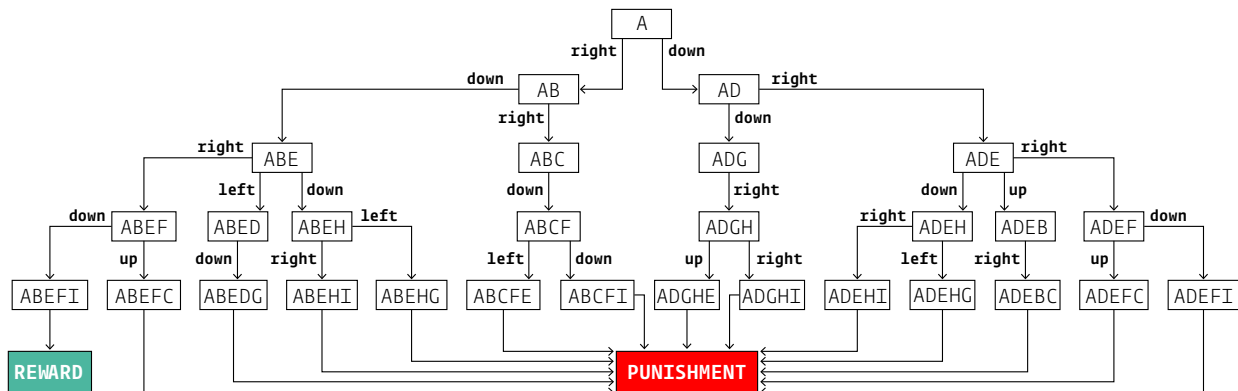 A
right down
down AB AD right
right down
right ABE ABC ADG ADE right
left down down right down up
down ABEF ABED ABEH left ABCF ADGH right ADEH ADEB ADEF down
up down right left down up right left right up
ABEFI ABEFC ABEDG ABEHI ABEHG ABCFE ABCFI ADGHE ADGHI ADEHI ADEHG ADEBC ADEFC ADEFI
REWARD PUNISHMENT